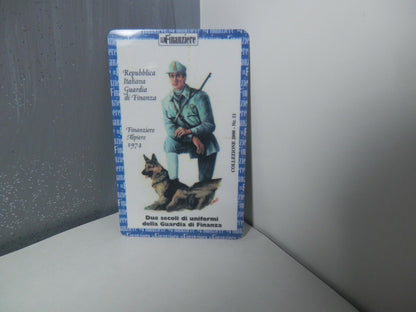 il Finanziere
Repubblica
Italiana
Guardia
di Finanza
Finanziere
Alpiere
1974
COLLEZIONE 2000 - Nr. 11
Due secoli di uniformi
della Guardia di Finanza